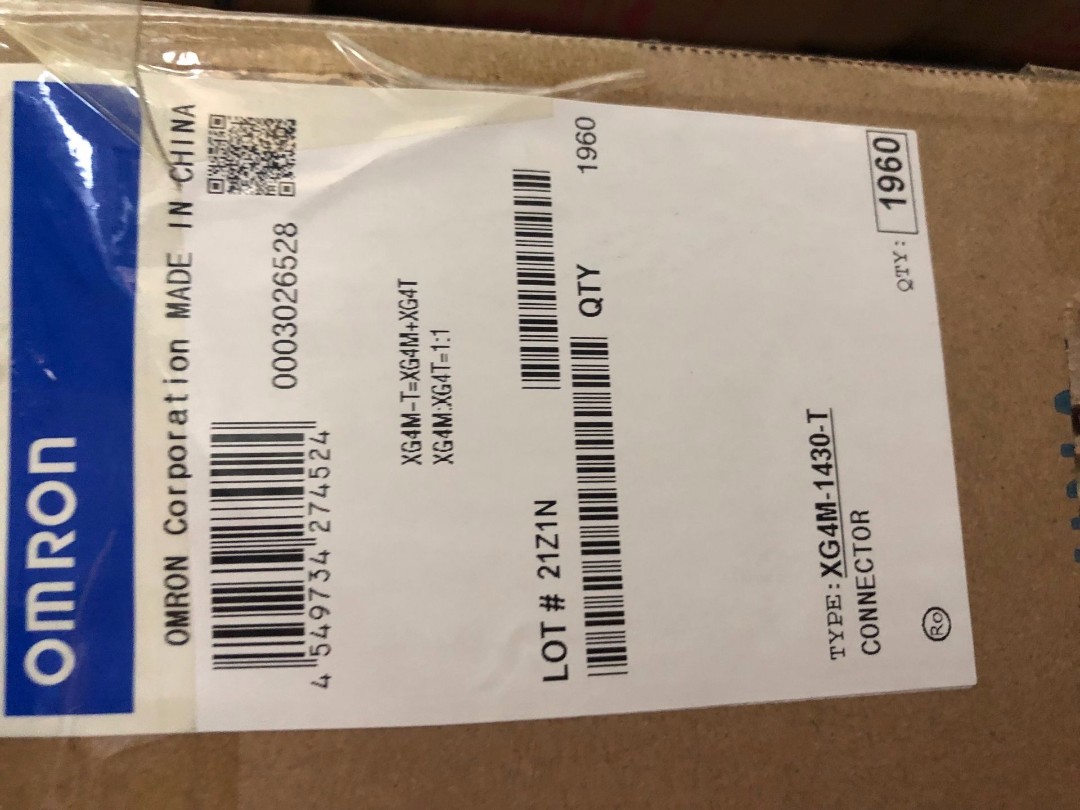 OMRON
TYPE: XG4M-1430-T
CONNECTOR
QTY: 1960
Ro
LOT # 21Z1N
QTY 1960
XG4M-T=XG4M+XG4T
XG4M:XG4T=1:1
4 549734 274524
0003026528
OMRON Corporation MADE IN CHINA